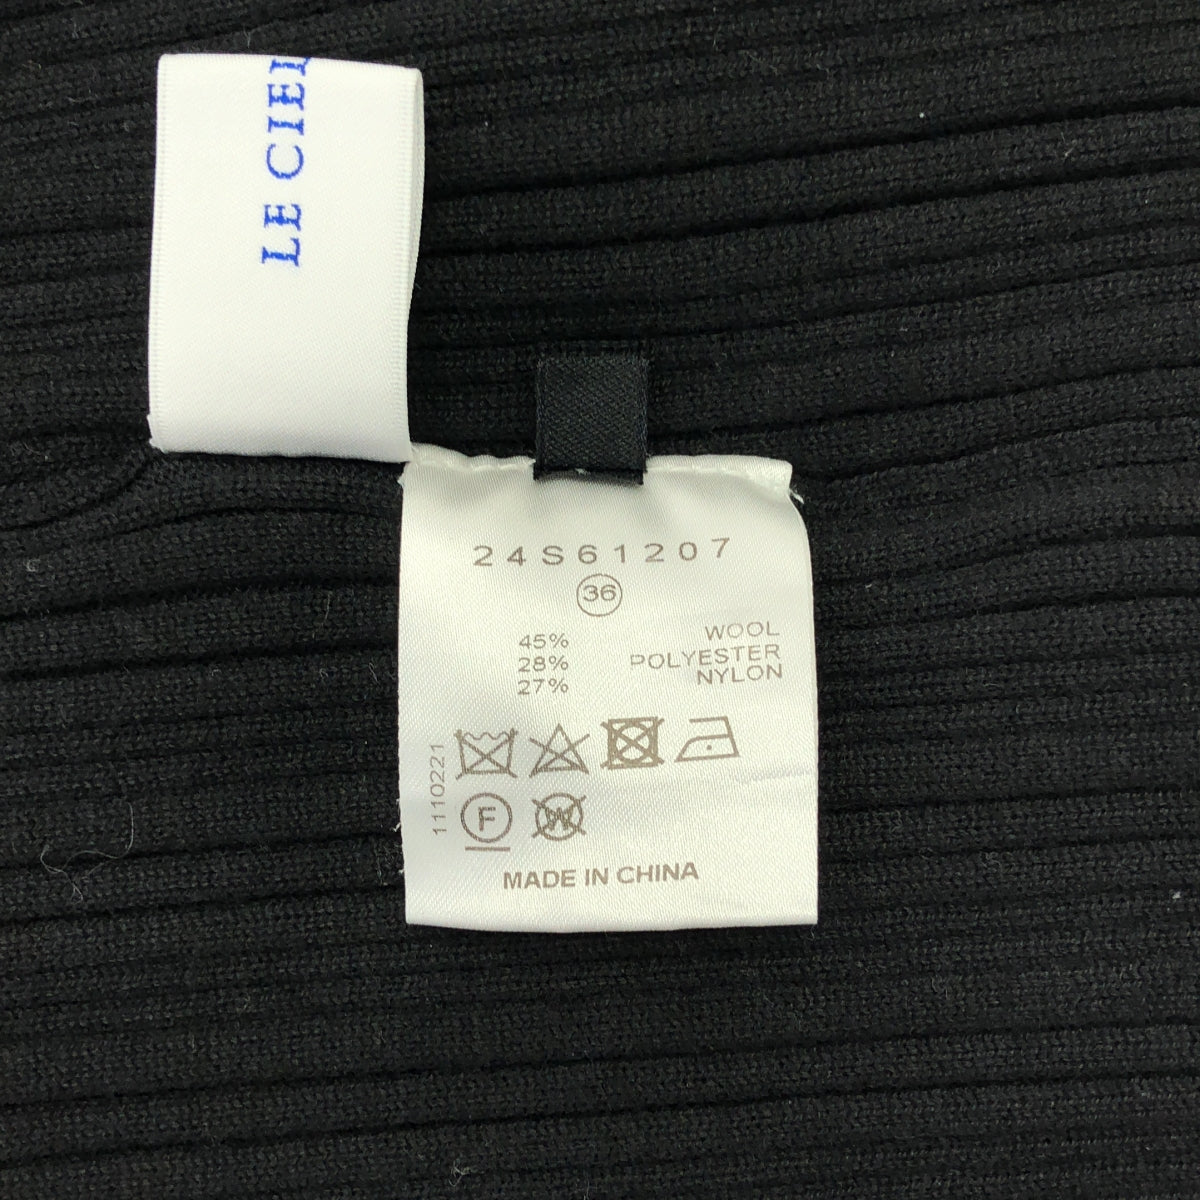 LE CIEL
24S61207
36
45% WOOL
28% POLYESTER
27% NYLON
1110221
F
W
MADE IN CHINA